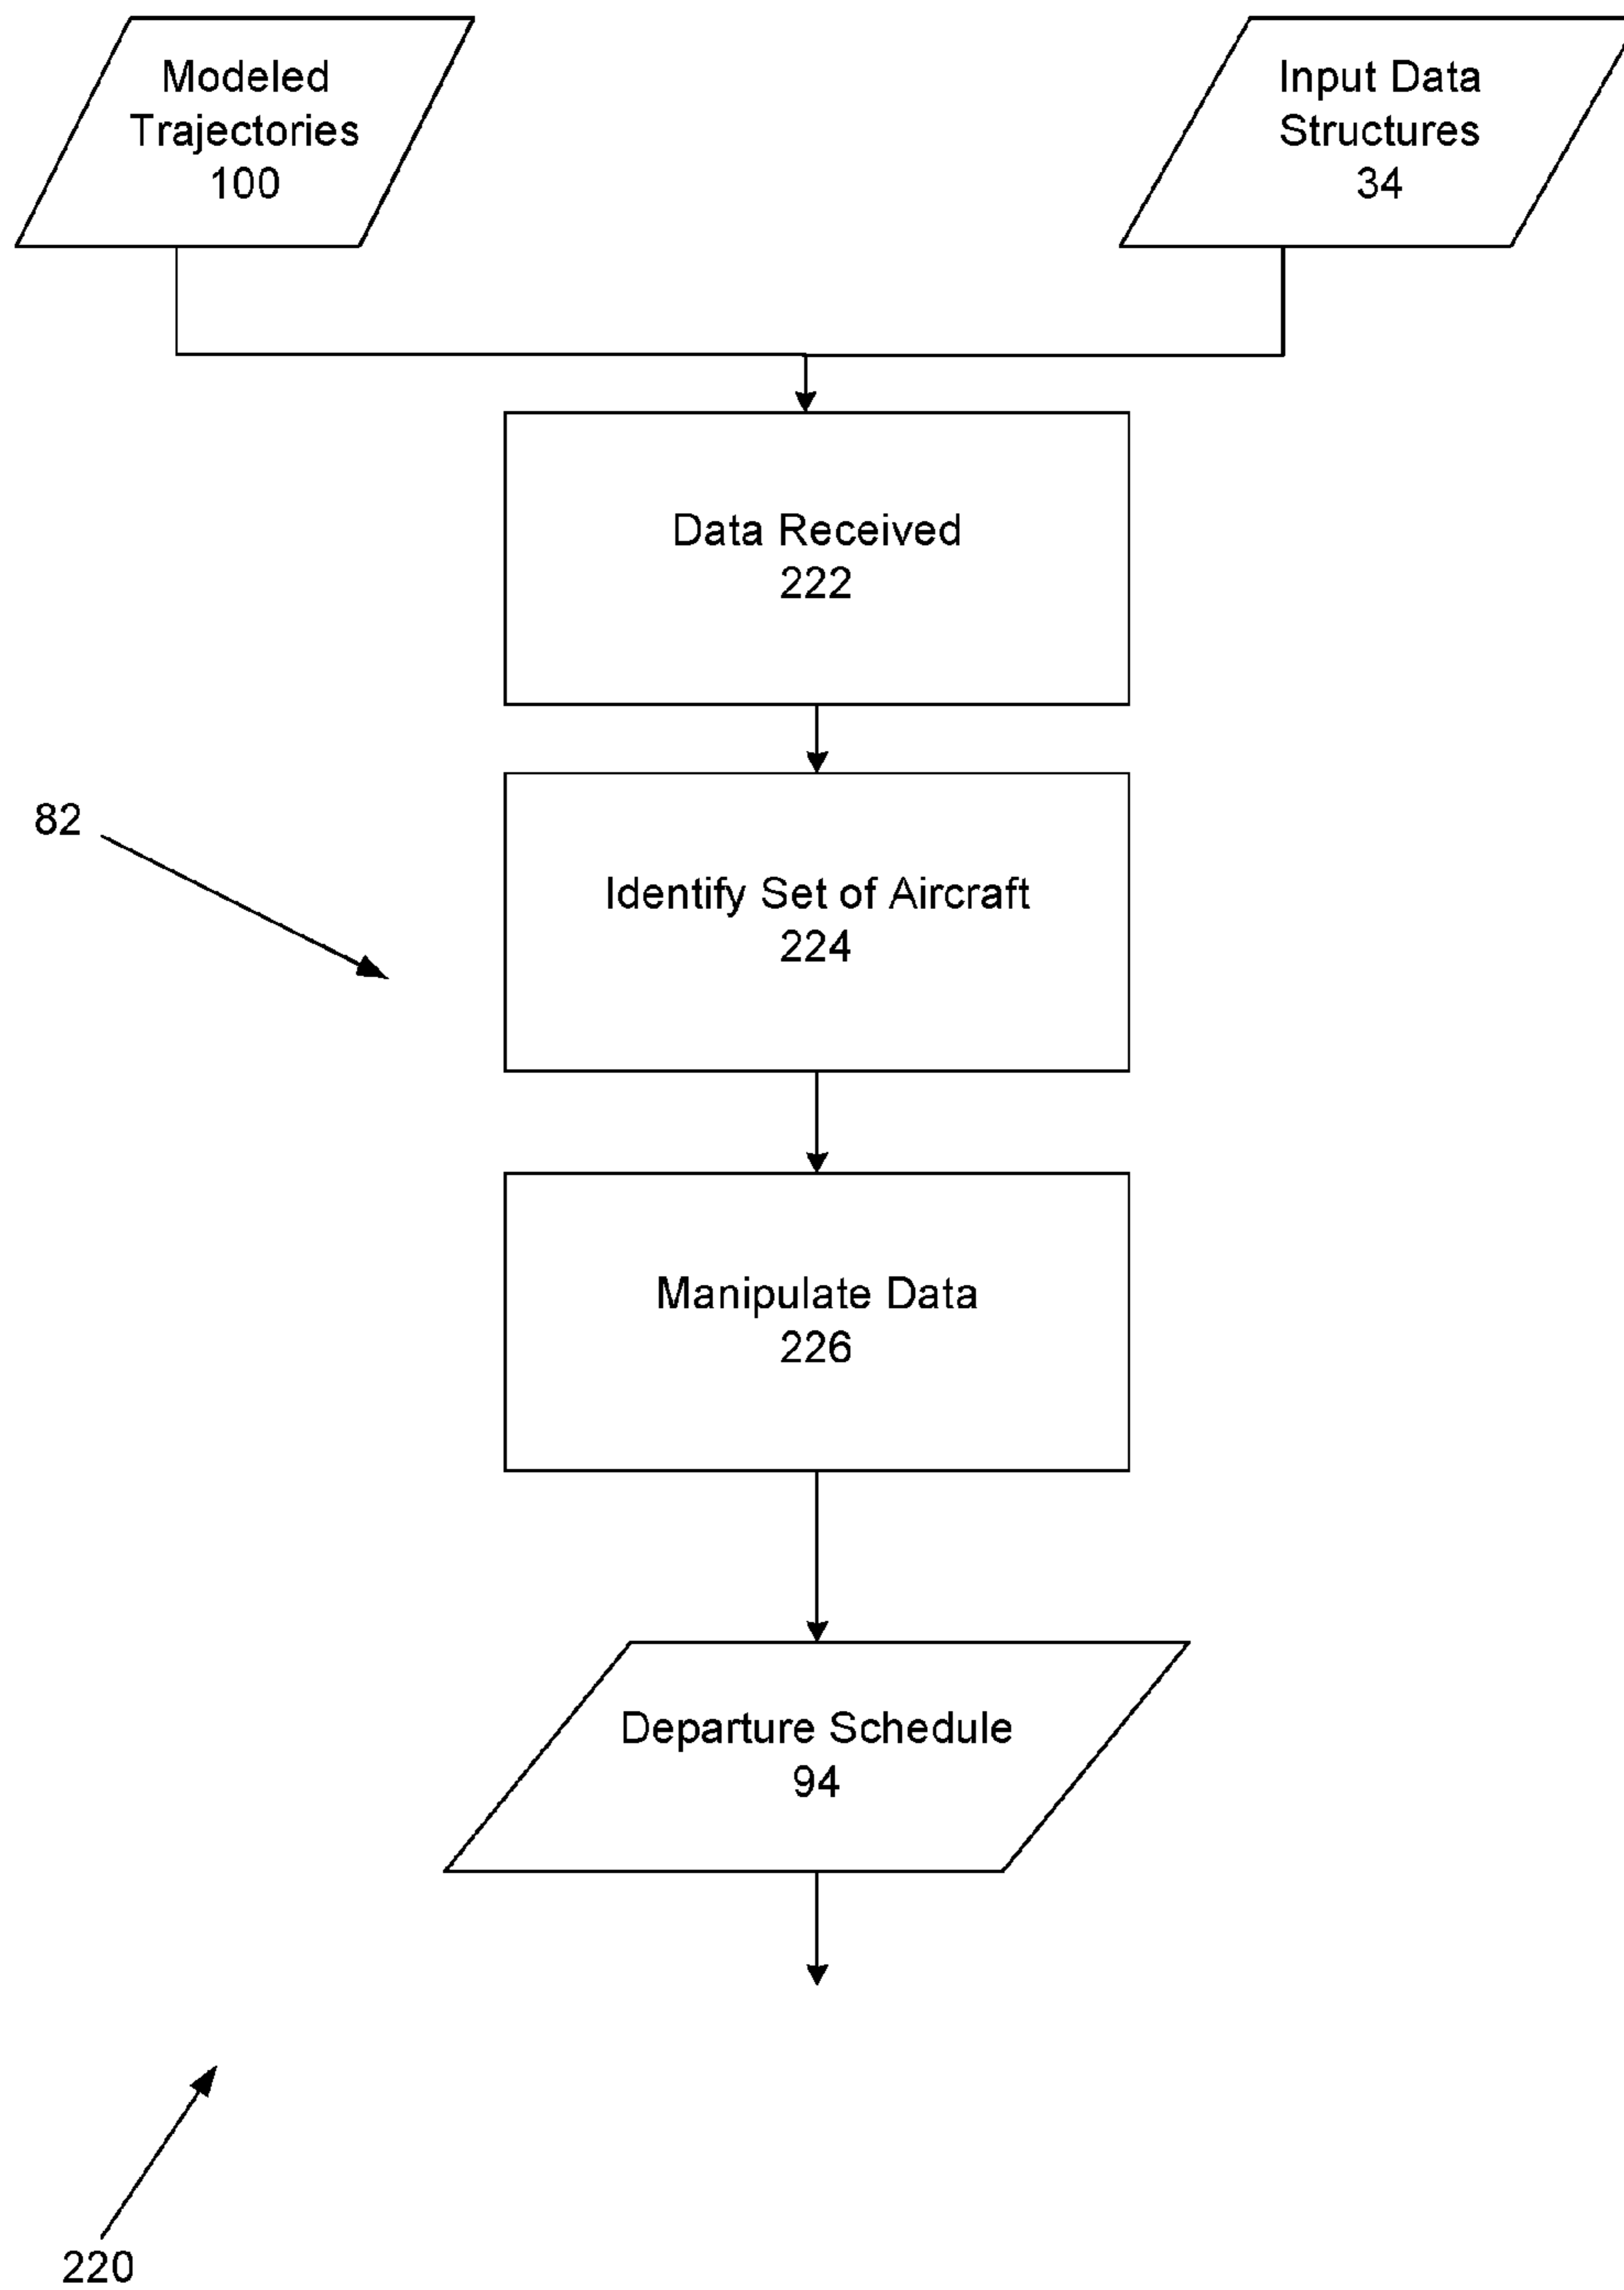 Modeled
Trajectories
100
Input Data
Structures
34
Data Received
222
82
Identify Set of Aircraft
224
Manipulate Data
226
Departure Schedule
94
220